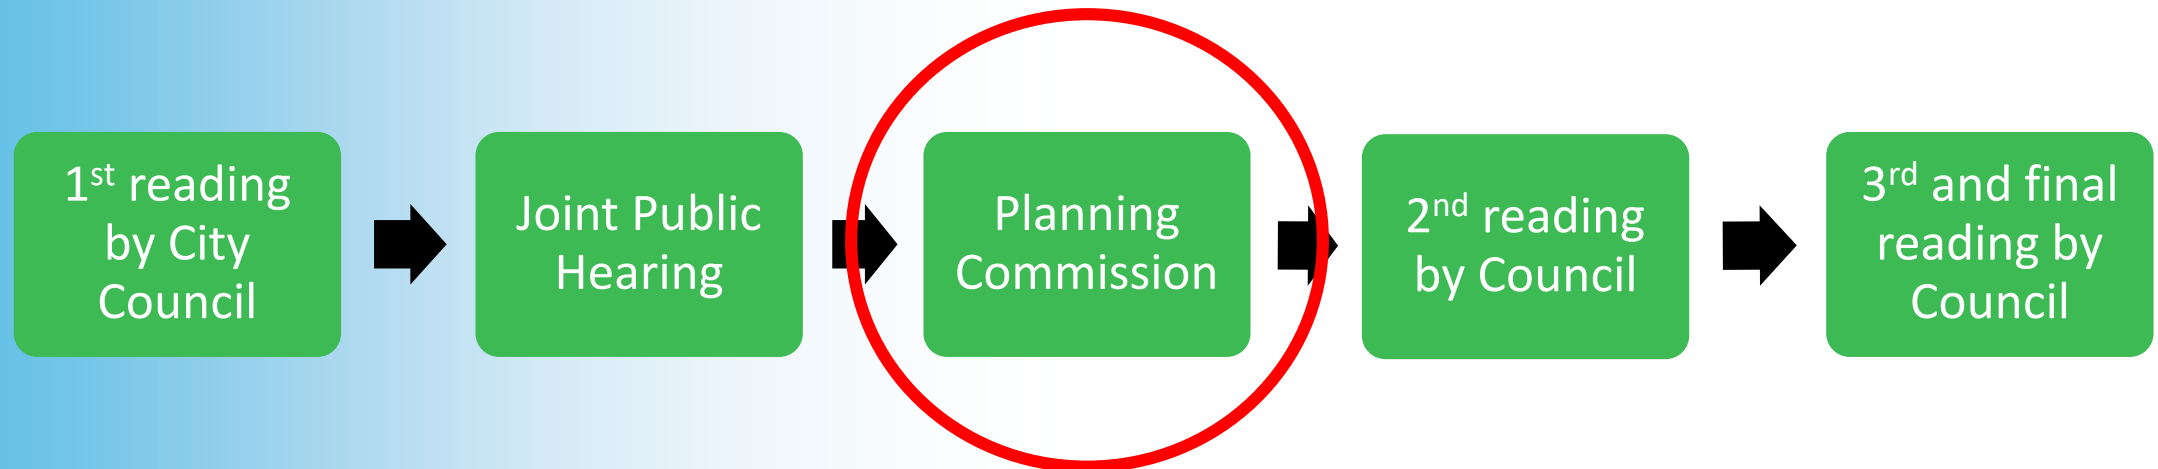 1st reading
by City
Council
Joint Public
Hearing
Planning
Commission
2nd reading
by Council
3rd and final
reading by
Council